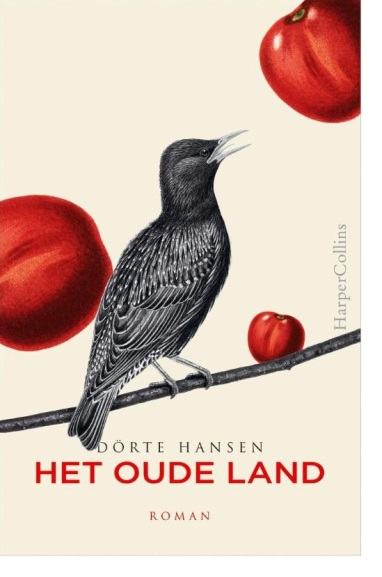 HarperCollins
DÖRTE HANSEN
HET OUDE LAND
ROMAN